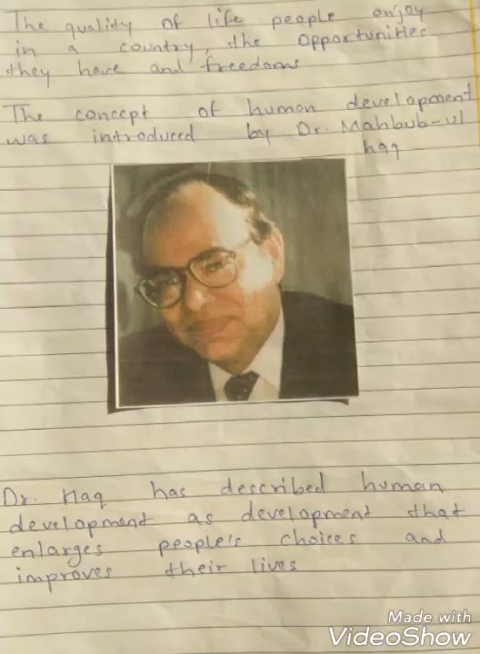 The quality of life people enjoy
in a country, the opportunities
they have and freedoms
The concept of human development
was introduced by Dr. Mahbub-ul
haq
Dr. Haq has described human
development as development that
enlarges people's choices and
improves their lives
Made with
VideoShow